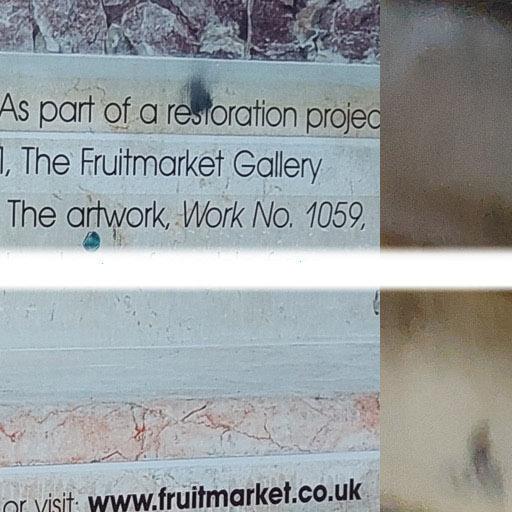 As part of a restoration projec
1, The Fruitmarket Gallery
The artwork, Work No. 1059,
or visit: www.fruitmarket.co.uk